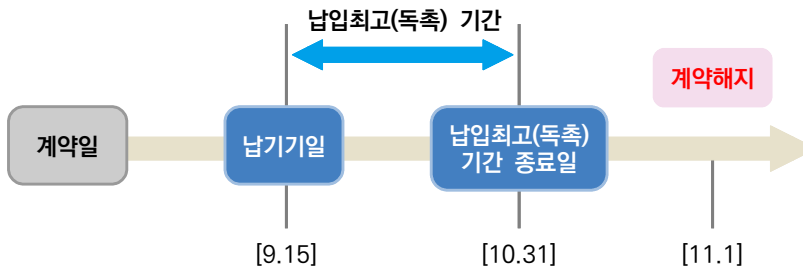 납입최고(독촉) 기간
계약해지
계약일
납기기일
납입최고(독촉)
기간 종료일
[9.15]
[10.31]
[11.1]